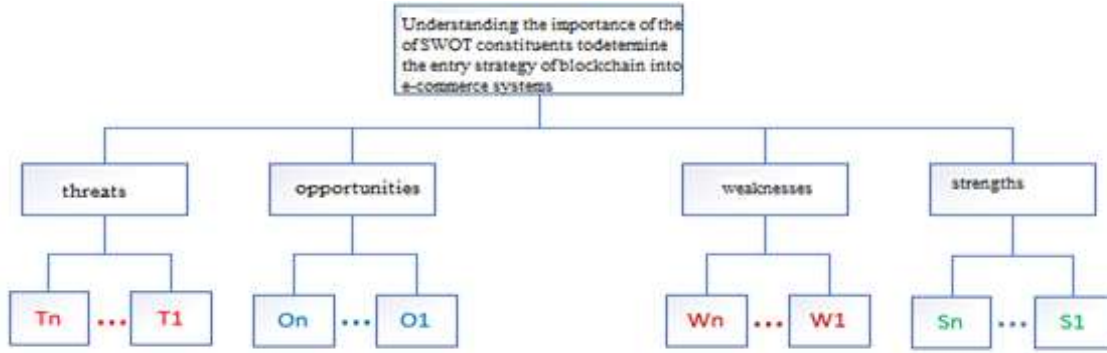 Understanding the importance of the
of SWOT constituents todetermine
the entry strategy of blockchain into
e-commerce systems
threats
opportunities
weaknesses
strengths
Tn ... T1
On ... O1
Wn ... W1
Sn ... S1